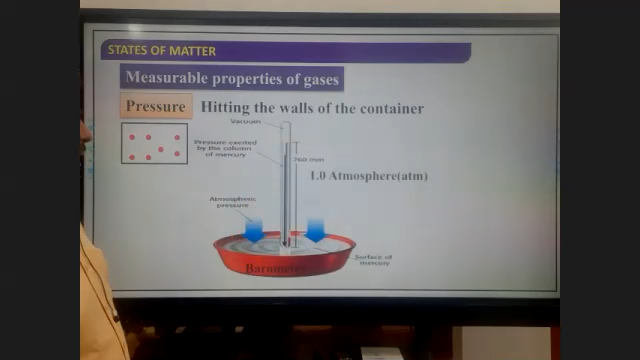 STATES OF MATTER
Measurable properties of gases
Pressure Hitting the walls of the container
Vacuum
Pressure exerted
by the column
of mercury
760 mm
1.0 Atmosphere(atm)
Atmospheric
pressure
Surface of
mercury
Barometer